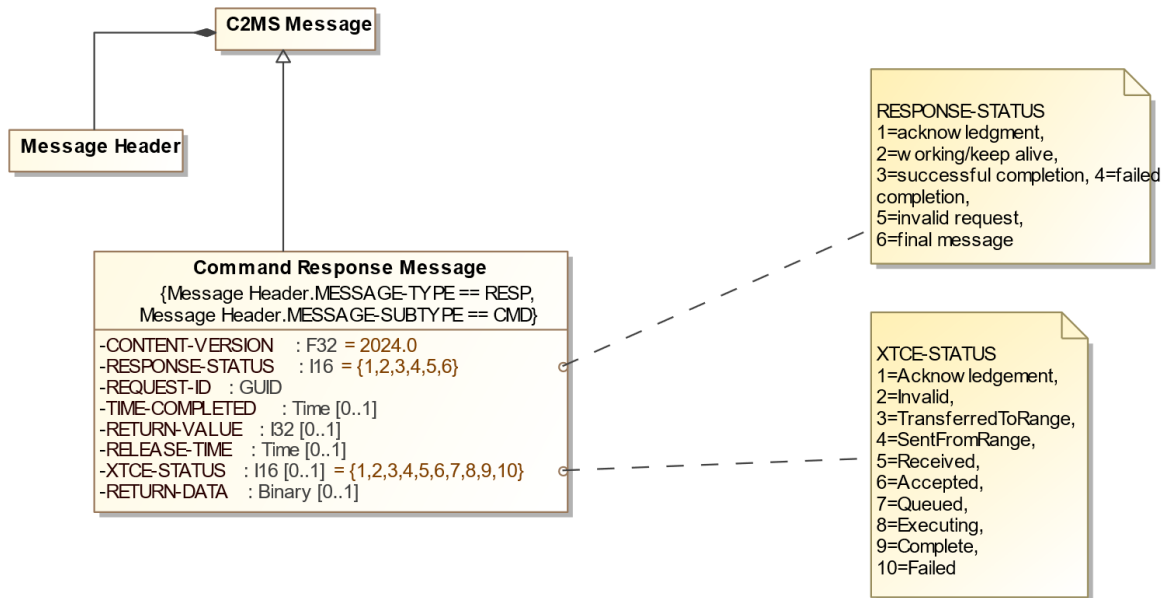 C2MS Message
Message Header
Command Response Message
{Message Header.MESSAGE-TYPE == RESP,
Message Header.MESSAGE-SUBTYPE == CMD}
-CONTENT-VERSION : F32 = 2024.0
-RESPONSE-STATUS : I16 = {1,2,3,4,5,6}
-REQUEST-ID : GUID
-TIME-COMPLETED : Time [0..1]
-RETURN-VALUE : I32 [0..1]
-RELEASE-TIME : Time [0..1]
-XTCE-STATUS : I16 [0..1] = {1,2,3,4,5,6,7,8,9,10}
-RETURN-DATA : Binary [0..1]
RESPONSE-STATUS
1=acknowledgment,
2=working/keep alive,
3=successful completion, 4=failed
completion,
5=invalid request,
6=final message
XTCE-STATUS
1=Acknowledgement,
2=Invalid,
3=TransferredToRange,
4=SentFromRange,
5=Received,
6=Accepted,
7=Queued,
8=Executing,
9=Complete,
10=Failed